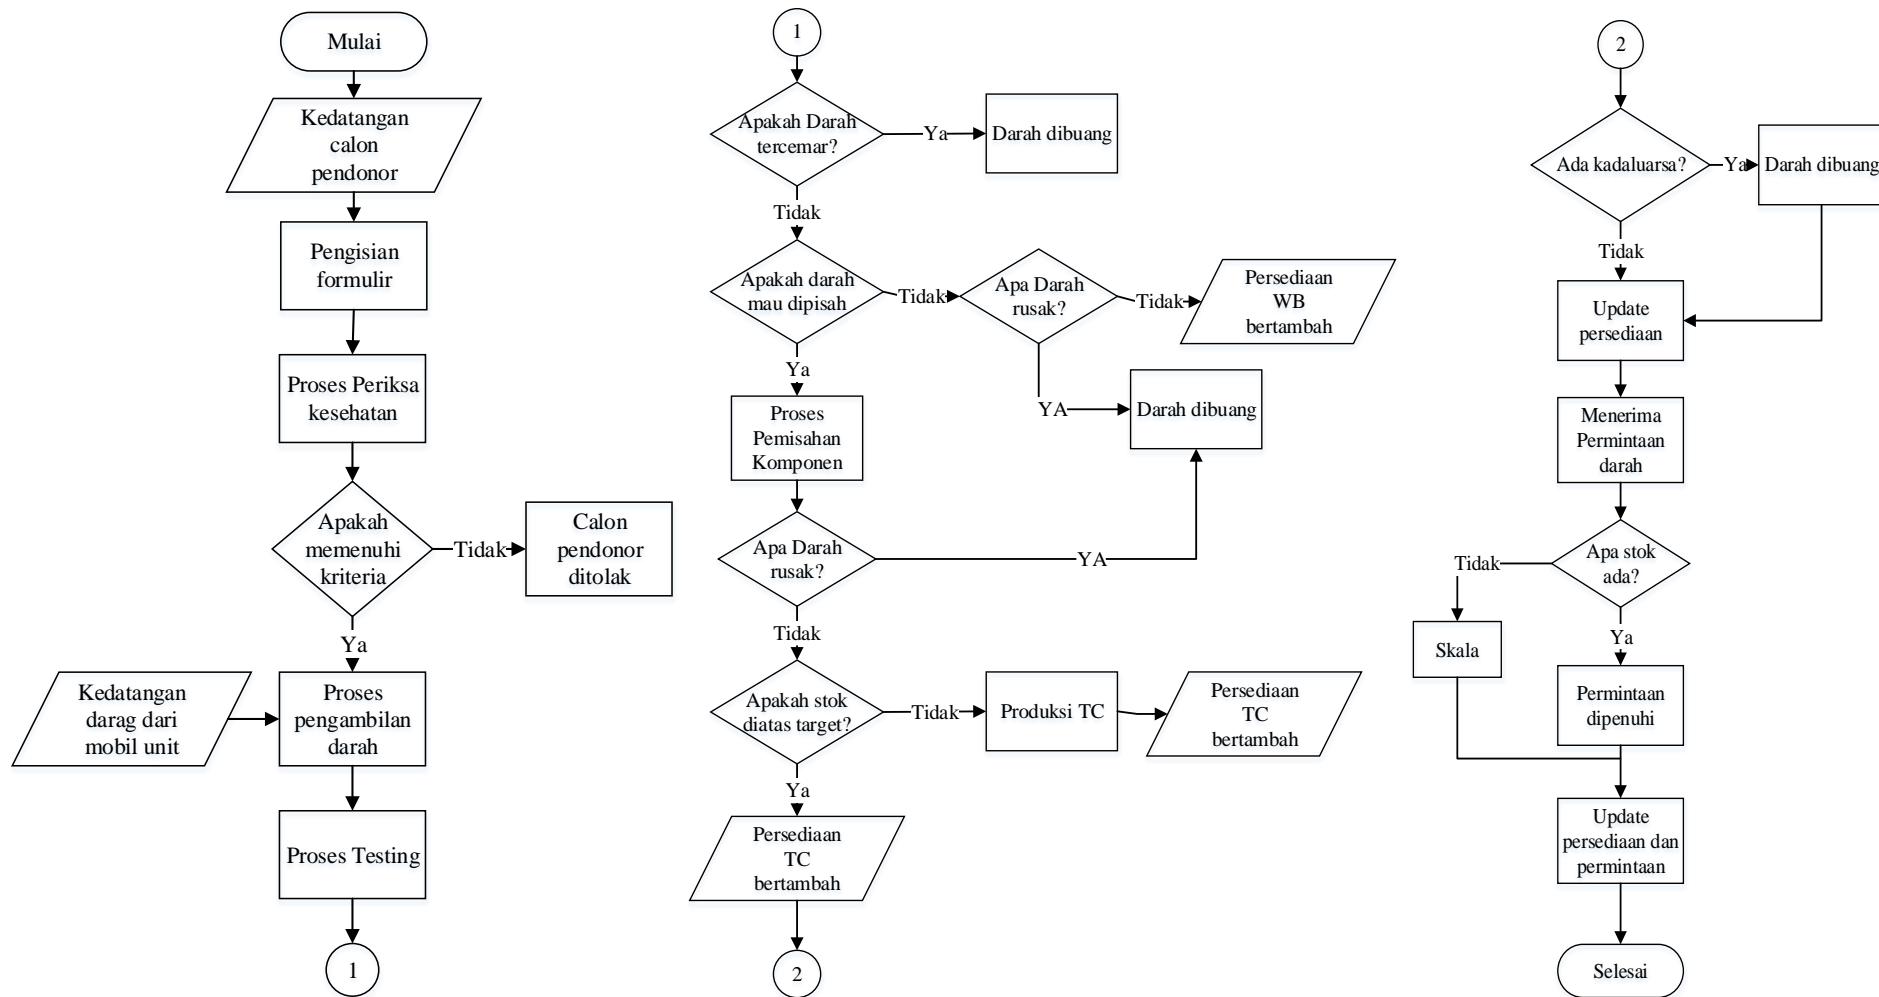 Mulai
Kedatangan
calon
pendonor
Pengisian
formulir
Proses Periksa
kesehatan
Apakah
memenuhi
kriteria
Tidak
Calon
pendonor
ditolak
Ya
Kedatangan
darag dari
mobil unit
Proses
pengambilan
darah
Proses Testing
1
1
Apakah Darah
tercemar?
Ya
Darah dibuang
Tidak
Apakah darah
mau dipisah
Tidak
Apa Darah
rusak?
Tidak
Persediaan
WB
bertambah
Ya
YA
Darah dibuang
Proses
Pemisahan
Komponen
Apa Darah
rusak?
YA
Tidak
Apakah stok
diatas target?
Tidak
Produksi TC
Persediaan
TC
bertambah
Ya
Persediaan
TC
bertambah
2
2
Ada kadaluarsa?
Ya
Darah dibuang
Tidak
Update
persediaan
Menerima
Permintaan
darah
Apa stok
ada?
Tidak
Skala
Ya
Permintaan
dipenuhi
Update
persediaan dan
permintaan
Selesai